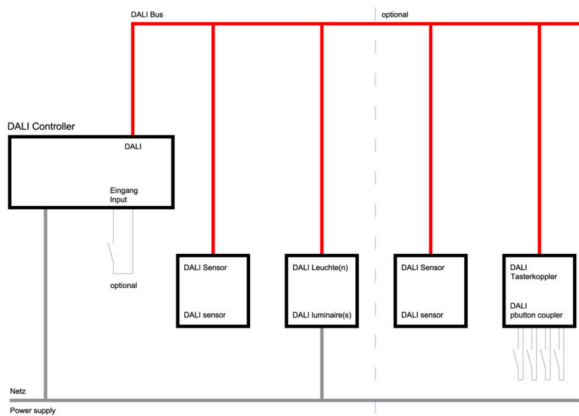 DALI Bus
optional
DALI Controller
DALI
Eingang
Input
optional
DALI Sensor
DALI sensor
DALI Leuchte(n)
DALI luminaire(s)
DALI Sensor
DALI sensor
DALI
Tasterkoppler
DALI
pbutton coupler
Netz
Power supply